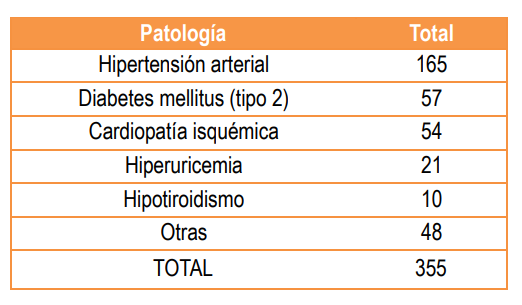 Patología Total
Hipertensión arterial 165
Diabetes mellitus (tipo 2) 57
Cardiopatía isquémica 54
Hiperuricemia 21
Hipotiroidismo 10
Otras 48
TOTAL 355